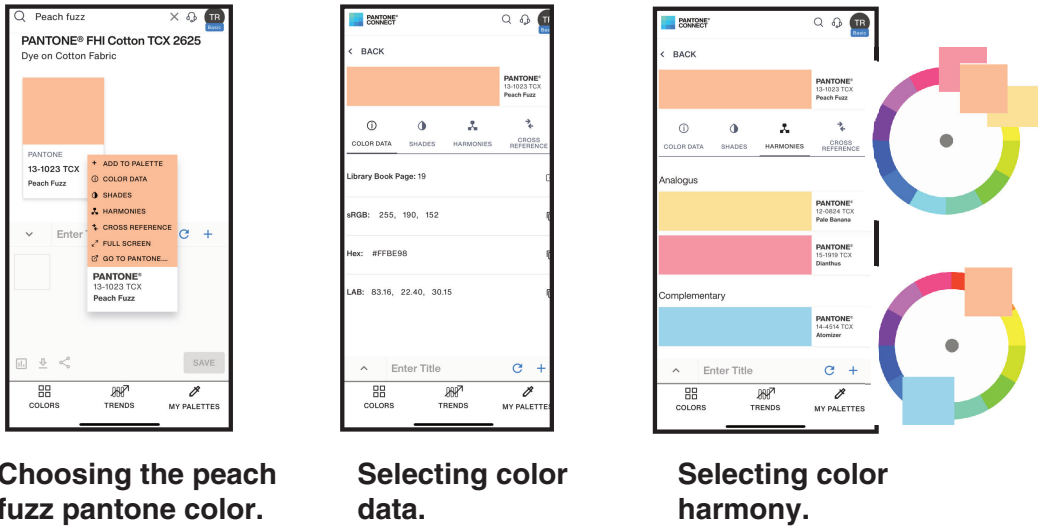 Peach fuzz
TR
Basic
PANTONE® FHI Cotton TCX 2625
Dye on Cotton Fabric
PANTONE
13-1023 TCX
Peach Fuzz
ADD TO PALETTE
COLOR DATA
SHADES
HARMONIES
CROSS REFERENCE
FULL SCREEN
GO TO PANTONE...
Enter
PANTONE®
13-1023 TCX
Peach Fuzz
SAVE
COLORS
TRENDS
MY PALETTES
Choosing the peach
fuzz pantone color.
PANTONE®
CONNECT
TR
BACK
PANTONE®
13-1023 TCX
Peach Fuzz
COLOR DATA
SHADES
HARMONIES
CROSS
REFERENCE
Library Book Page: 19
sRGB: 255, 190, 152
Hex: #FFBE98
LAB: 83.16, 22.40, 30.15
Enter Title
COLORS
TRENDS
MY PALETTES
Selecting color
data.
PANTONE®
CONNECT
TR
Basic
BACK
PANTONE®
13-1023 TCX
Peach Fuzz
COLOR DATA
SHADES
HARMONIES
CROSS
REFERENCE
Analogus
PANTONE®
12-0824 TCX
Pale Banana
PANTONE®
15-1919 TCX
Dianthus
Complementary
PANTONE®
14-4514 TCX
Atomizer
Enter Title
COLORS
TRENDS
MY PALETTES
Selecting color
harmony.